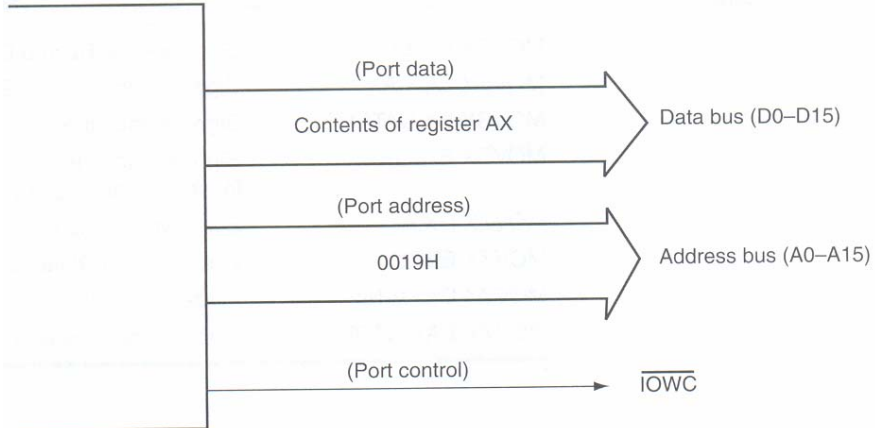 (Port data)
Contents of register AX
Data bus (D0–D15)
(Port address)
0019H
Address bus (A0–A15)
(Port control)
IOWC